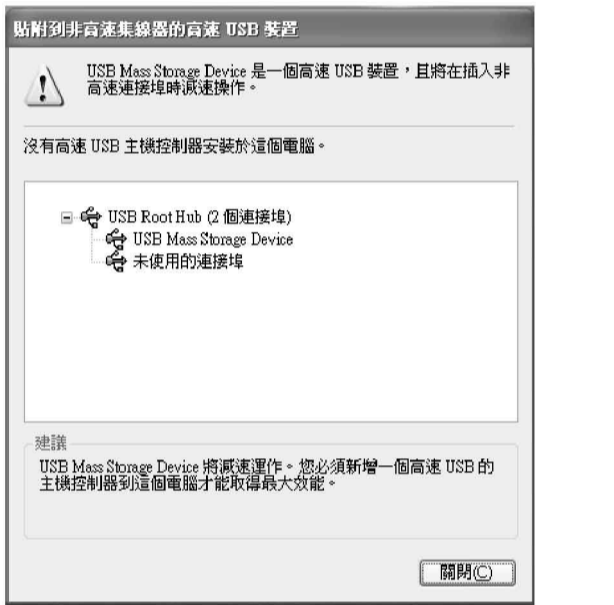 貼附到非高速集線器的高速 USB 裝置
USB Mass Storage Device 是一個高速 USB 裝置，且將在插入非
高速連接埠時減速操作。
沒有高速 USB 主機控制器安裝於這個電腦。
USB Root Hub (2 個連接埠)
USB Mass Storage Device
未使用的連接埠
建議
USB Mass Storage Device 將減速運作。您必須新增一個高速 USB 的
主機控制器到這個電腦才能取得最大效能。
關閉(C)